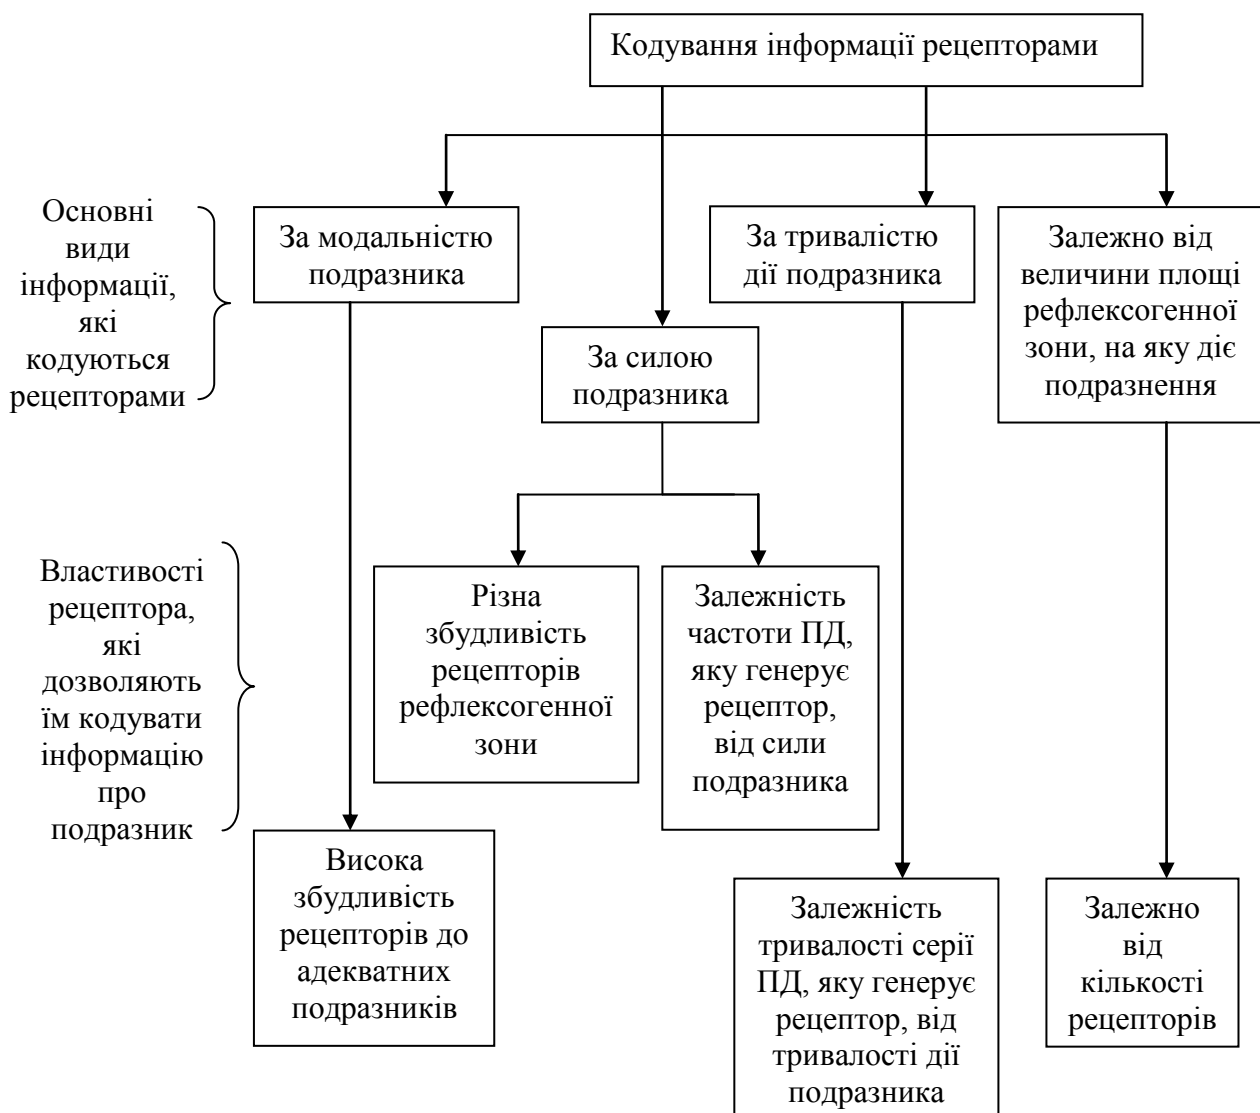 Кодування інформації рецепторами
Основні
види
інформації,
які
кодуються
рецепторами
За модальністю
подразника
За силою
подразника
За тривалістю
дії подразника
Залежно від
величини площі
рефлексогенної
зони, на яку діє
подразнення
Властивості
рецептора,
які
дозволяють
їм кодувати
інформацію
про
подразник
Різна
збудливість
рецепторів
рефлексогенної
зони
Залежність
частоти ПД,
яку генерує
рецептор,
від сили
подразника
Висока
збудливість
рецепторів до
адекватних
подразників
Залежність
тривалості серії
ПД, яку генерує
рецептор, від
тривалості дії
подразника
Залежно
від
кількості
рецепторів